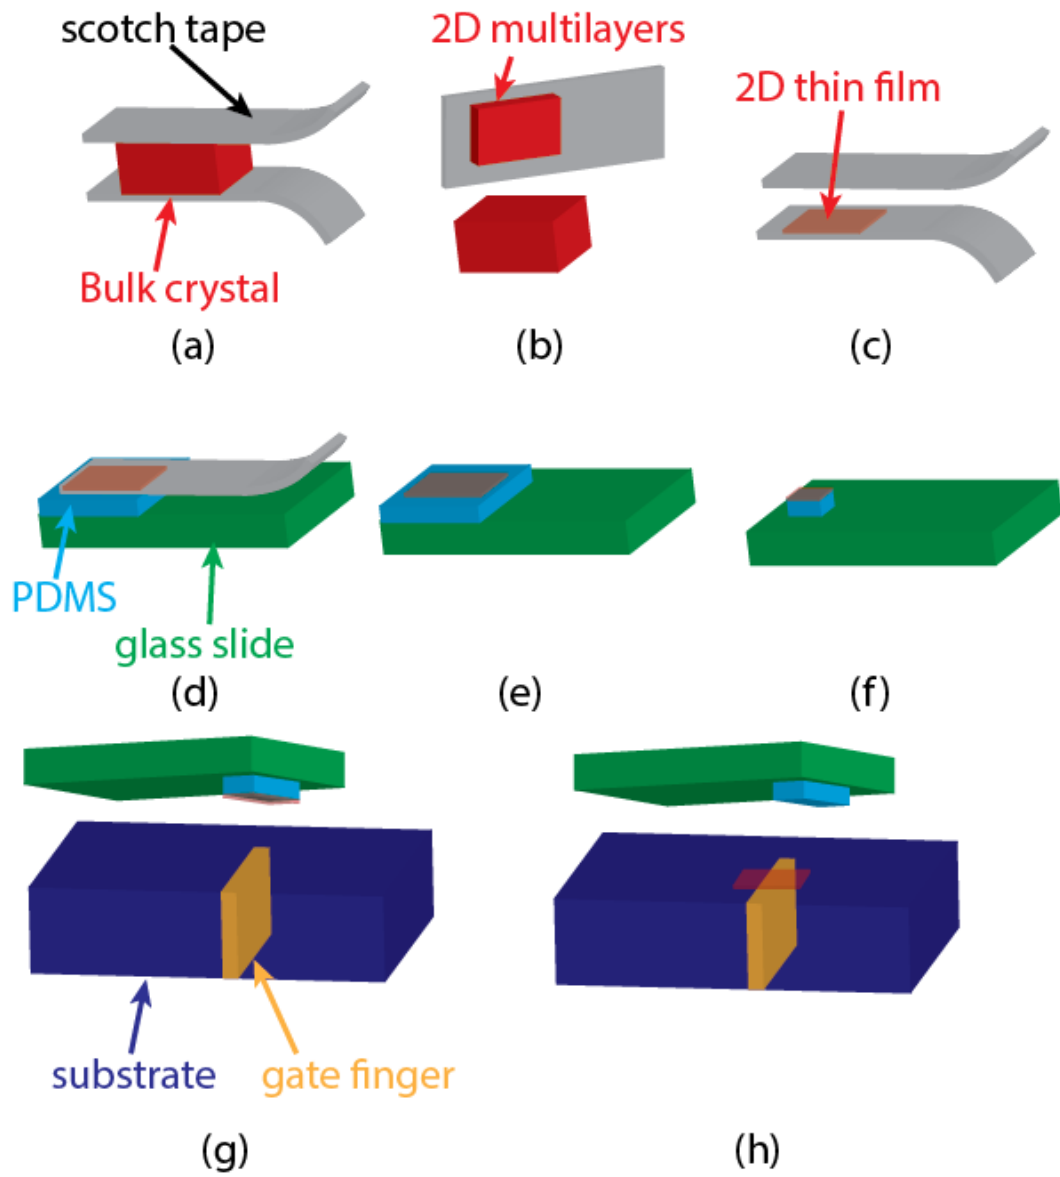 scotch tape
2D multilayers
2D thin film
Bulk crystal
(a)
(b)
(c)
PDMS
glass slide
(d)
(e)
(f)
substrate
gate finger
(g)
(h)